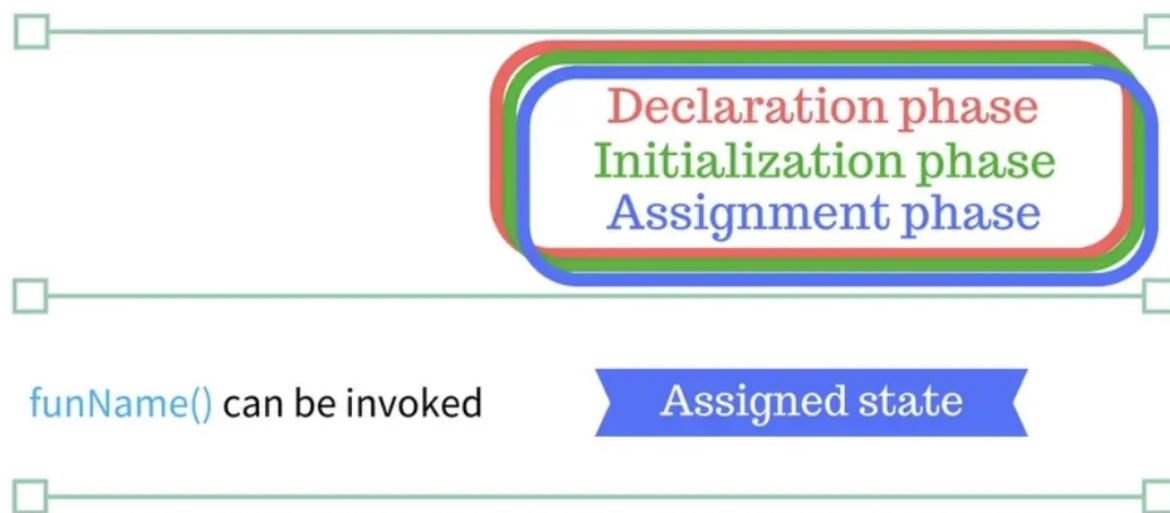 Declaration phase
Initialization phase
Assignment phase
funName() can be invoked
Assigned state